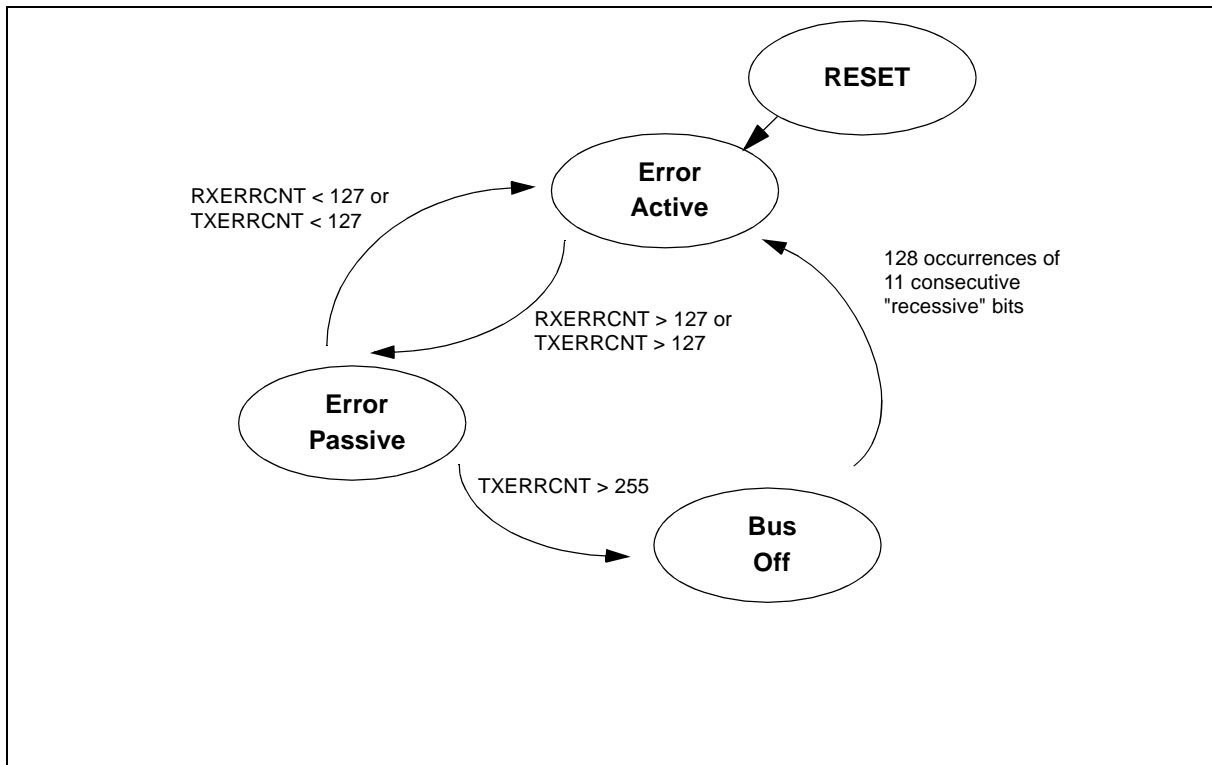 RESET
Error
Active
RXERRCNT < 127 or
TXERRCNT < 127
128 occurrences of
11 consecutive
"recessive" bits
RXERRCNT > 127 or
TXERRCNT > 127
Error
Passive
TXERRCNT > 255
Bus
Off